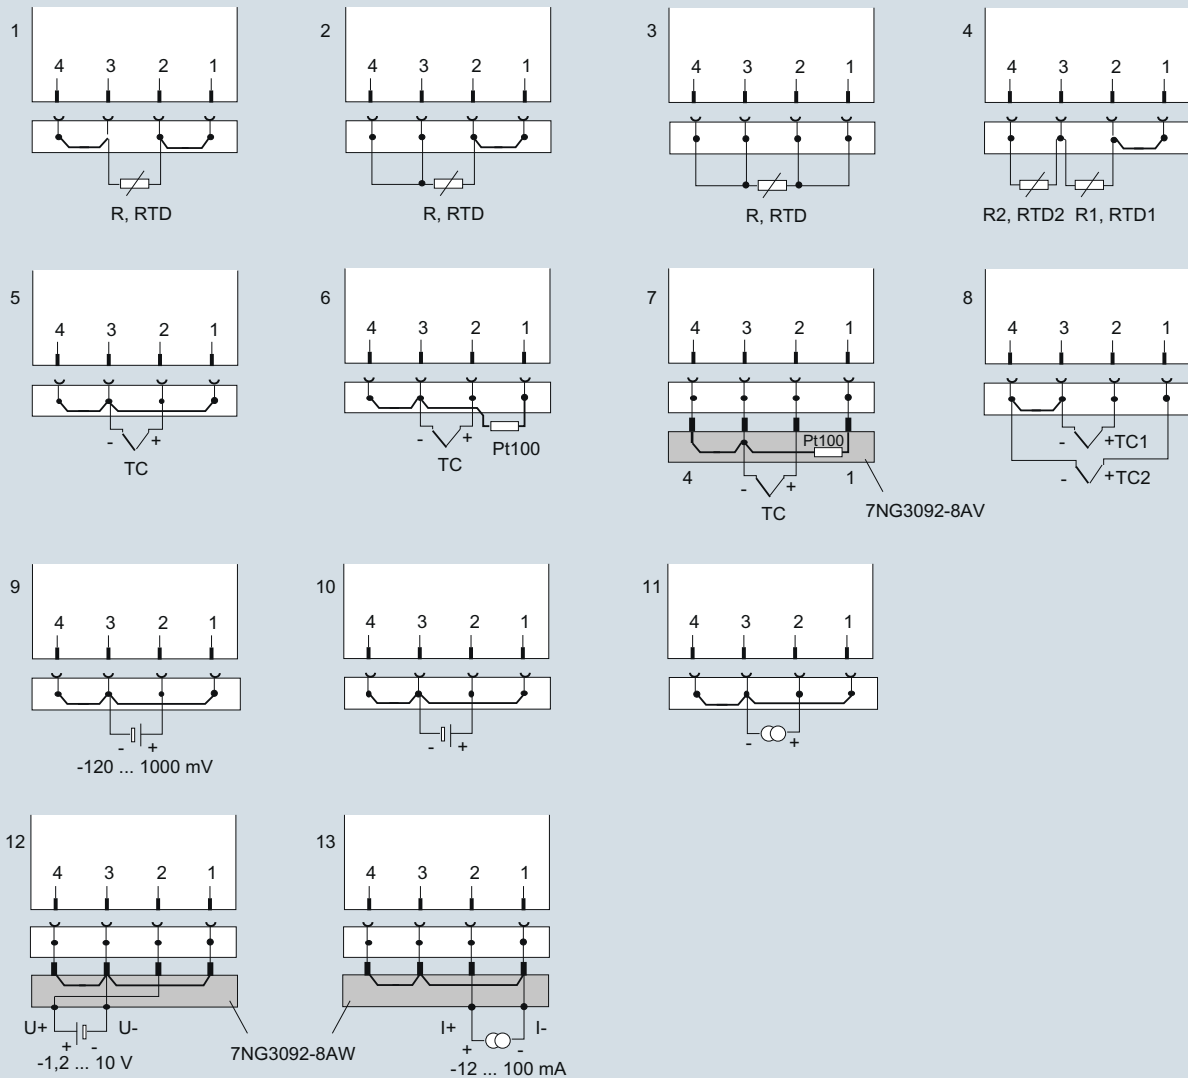 1 2 3 4
4 3 2 1 4 3 2 1 4 3 2 1 4 3 2 1
R, RTD R, RTD R, RTD R2, RTD2 R1, RTD1
5 6 7 8
4 3 2 1 4 3 2 1 4 3 2 1 4 3 2 1
- + - + Pt100 - +TC1
TC TC Pt100 4 - + 1 - +TC2
TC 7NG3092-8AV
9 10 11
4 3 2 1 4 3 2 1 4 3 2 1
- + - + - +
-120 ... 1000 mV
12 13
4 3 2 1 4 3 2 1
U+ U- I+ I-
+ - 7NG3092-8AW + -
-1,2 ... 10 V -12 ... 100 mA